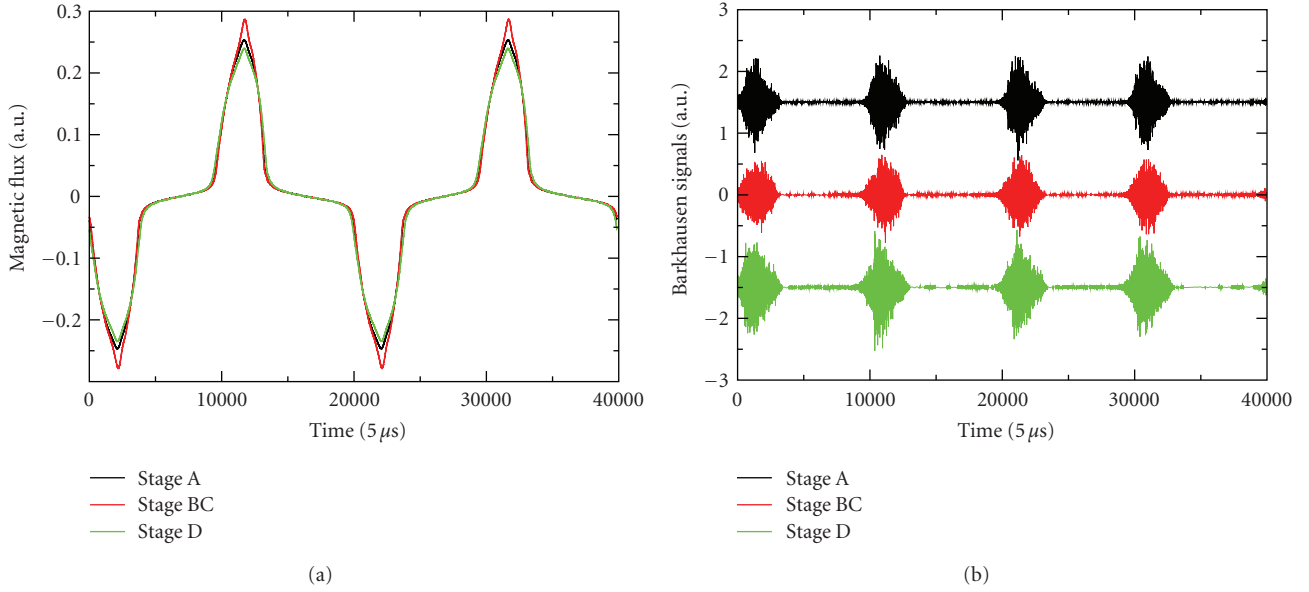 0.3
0.2
0.1
0
−0.1
−0.2
Magnetic flux (a.u.)
0
10000
20000
30000
40000
Time (5 μs)
Stage A
Stage BC
Stage D
(a)
3
2
1
0
−1
−2
−3
Barkhausen signals (a.u.)
0
10000
20000
30000
40000
Time (5 μs)
Stage A
Stage BC
Stage D
(b)